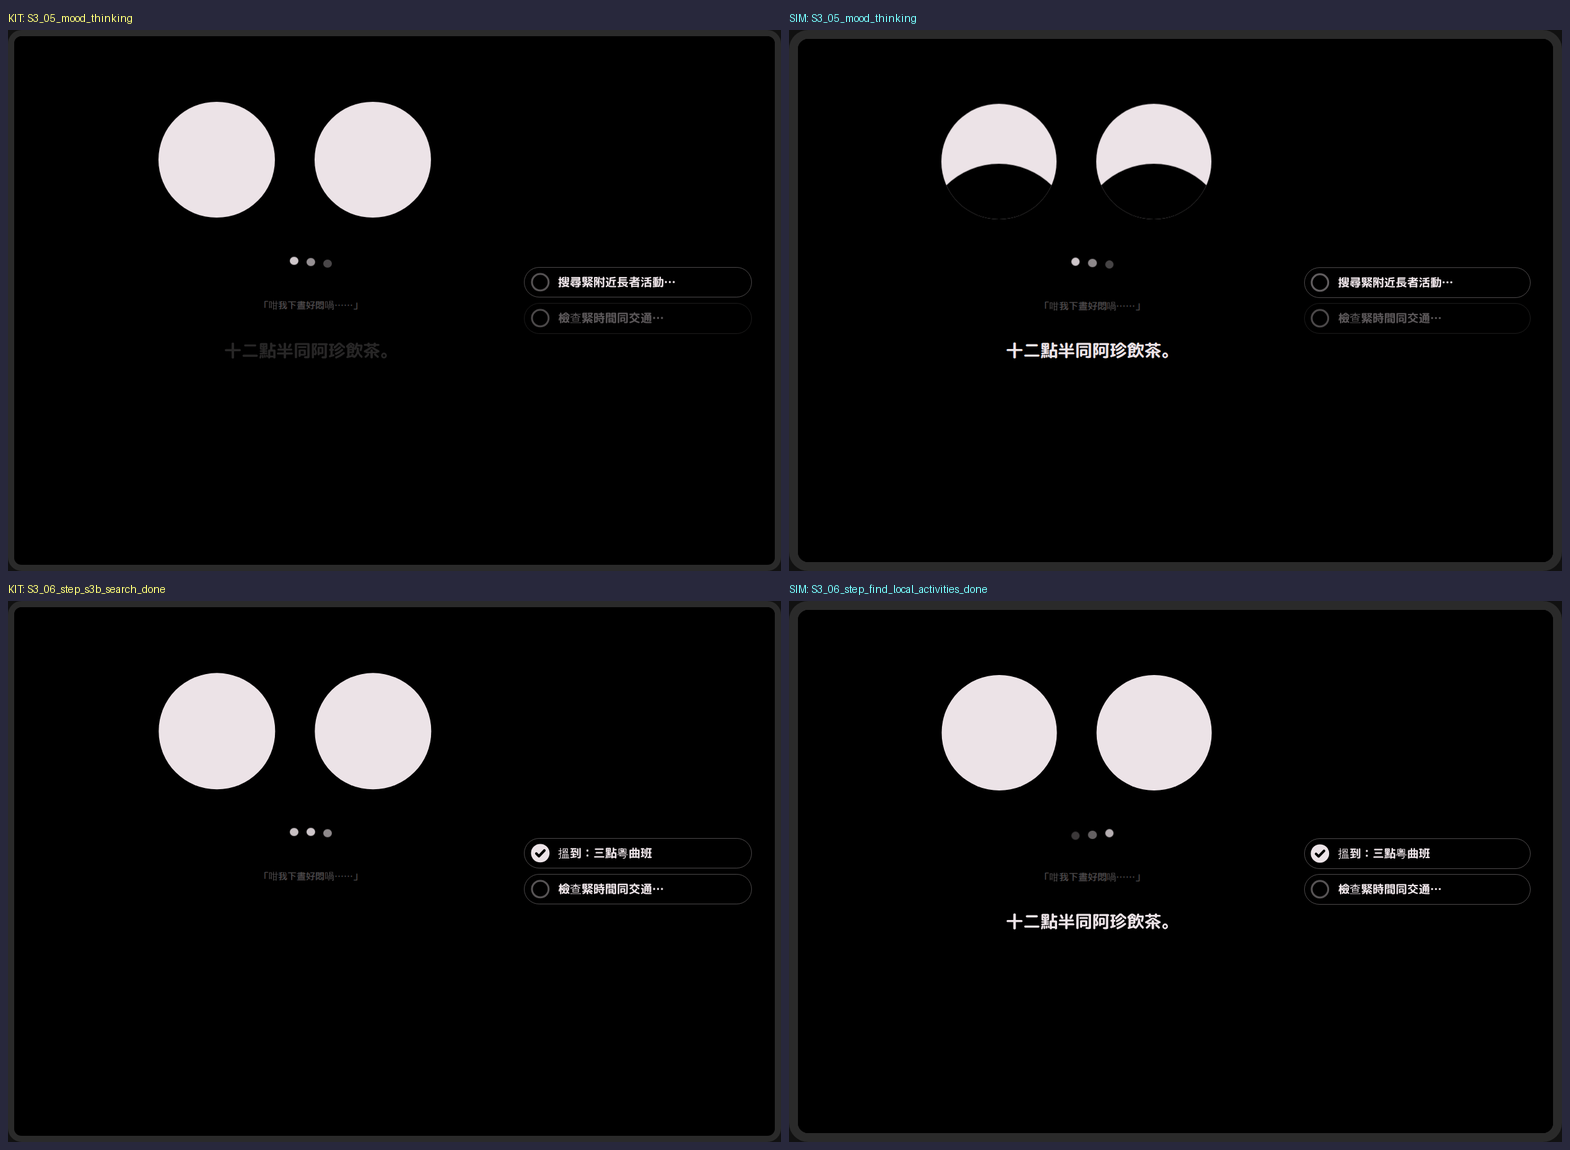 KIT: S3_05_mood_thinking
SIM: S3_05_mood_thinking
搜尋緊附近長者活動⋯
「咁我下晝好悶喎⋯⋯」
檢查緊時間同交通⋯
十二點半同阿珍飲茶。
搜尋緊附近長者活動⋯
「咁我下晝好悶喎⋯⋯」
檢查緊時間同交通⋯
十二點半同阿珍飲茶。
KIT: S3_06_step_s3b_search_done
SIM: S3_06_step_find_local_activities_done
搵到：三點粵曲班
「咁我下晝好悶喎⋯⋯」
檢查緊時間同交通⋯
搵到：三點粵曲班
「咁我下晝好悶喎⋯⋯」
檢查緊時間同交通⋯
十二點半同阿珍飲茶。